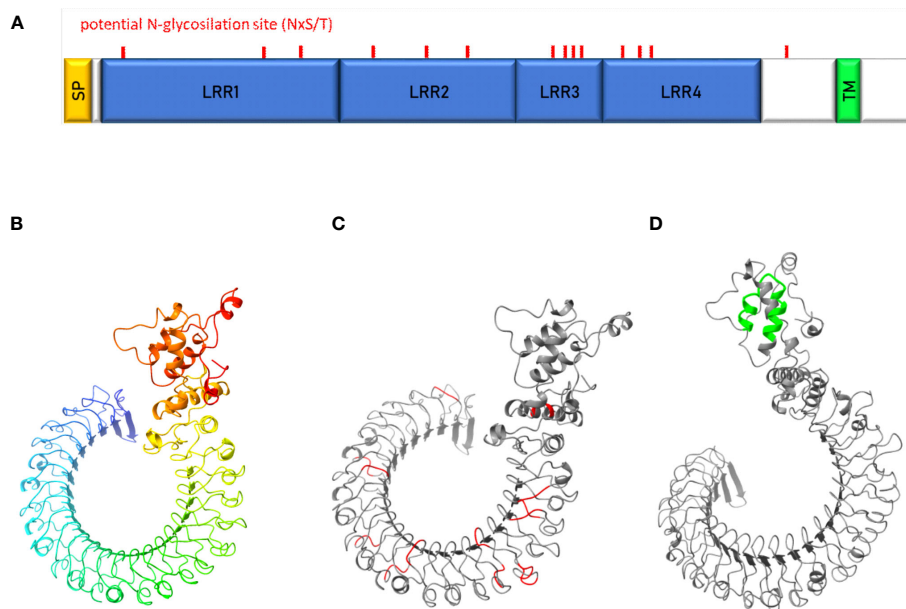 A
potential N-glycosilation site (NxS/T)
SP LRR1 LRR2 LRR3 LRR4 TM
B C D